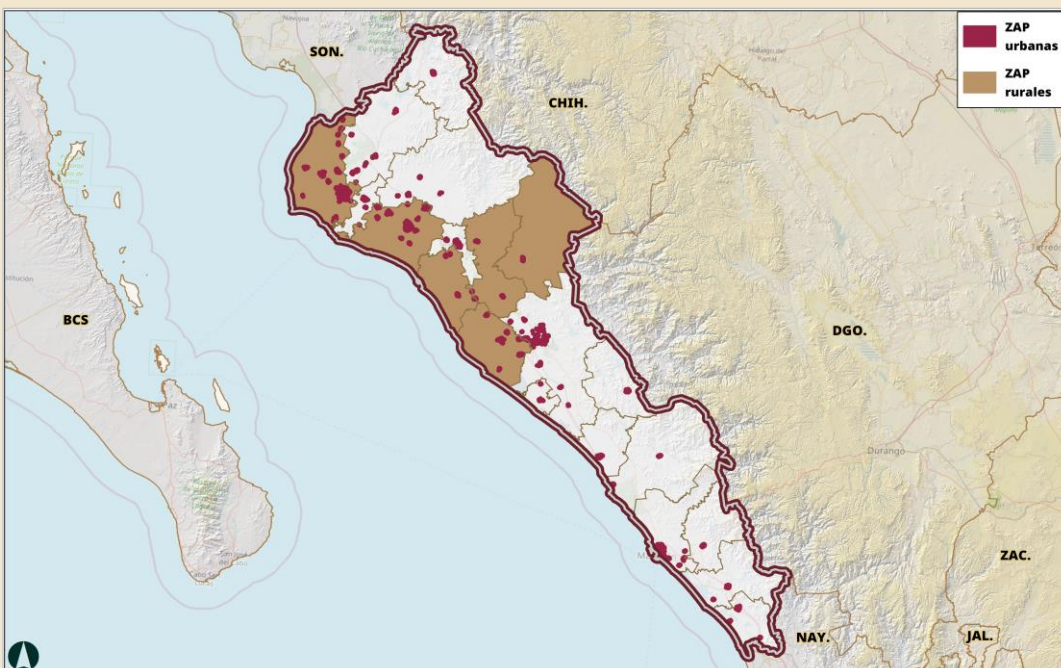 ZAP
urbanas
ZAP
rurales
SON.
CHIH.
BCS
DGO.
Durango
ZAC.
NAY.
JAL.